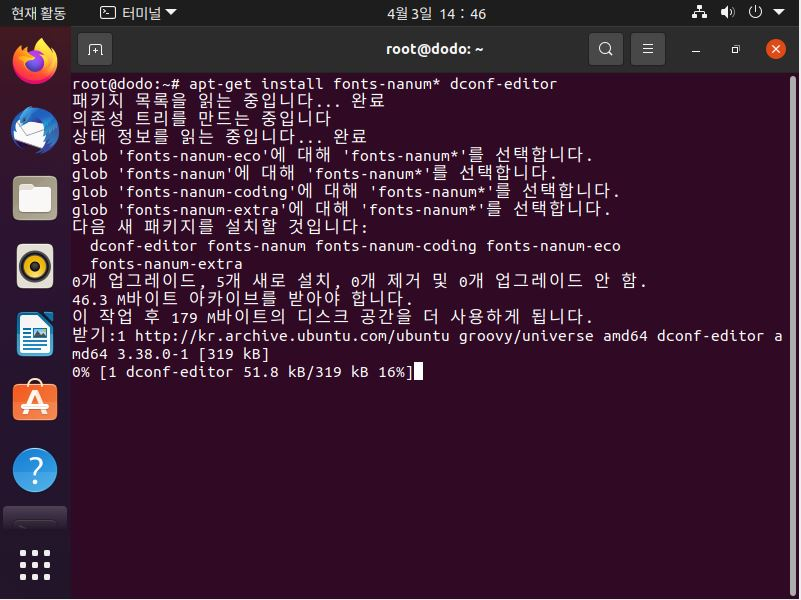 현재 활동 터미널 4월 3일 14 : 46
root@dodo: ~
root@dodo:~# apt-get install fonts-nanum* dconf-editor
패키지 목록을 읽는 중입니다... 완료
의존성 트리를 만드는 중입니다
상태 정보를 읽는 중입니다... 완료
glob 'fonts-nanum-eco'에 대해 'fonts-nanum*'를 선택합니다.
glob 'fonts-nanum'에 대해 'fonts-nanum*'를 선택합니다.
glob 'fonts-nanum-coding'에 대해 'fonts-nanum*'를 선택합니다.
glob 'fonts-nanum-extra'에 대해 'fonts-nanum*'를 선택합니다.
다음 새 패키지를 설치할 것입니다:
  dconf-editor fonts-nanum fonts-nanum-coding fonts-nanum-eco
  fonts-nanum-extra
0개 업그레이드, 5개 새로 설치, 0개 제거 및 0개 업그레이드 안 함.
46.3 M바이트 아카이브를 받아야 합니다.
이 작업 후 179 M바이트의 디스크 공간을 더 사용하게 됩니다.
받기:1 http://kr.archive.ubuntu.com/ubuntu groovy/universe amd64 dconf-editor a
md64 3.38.0-1 [319 kB]
0% [1 dconf-editor 51.8 kB/319 kB 16%]